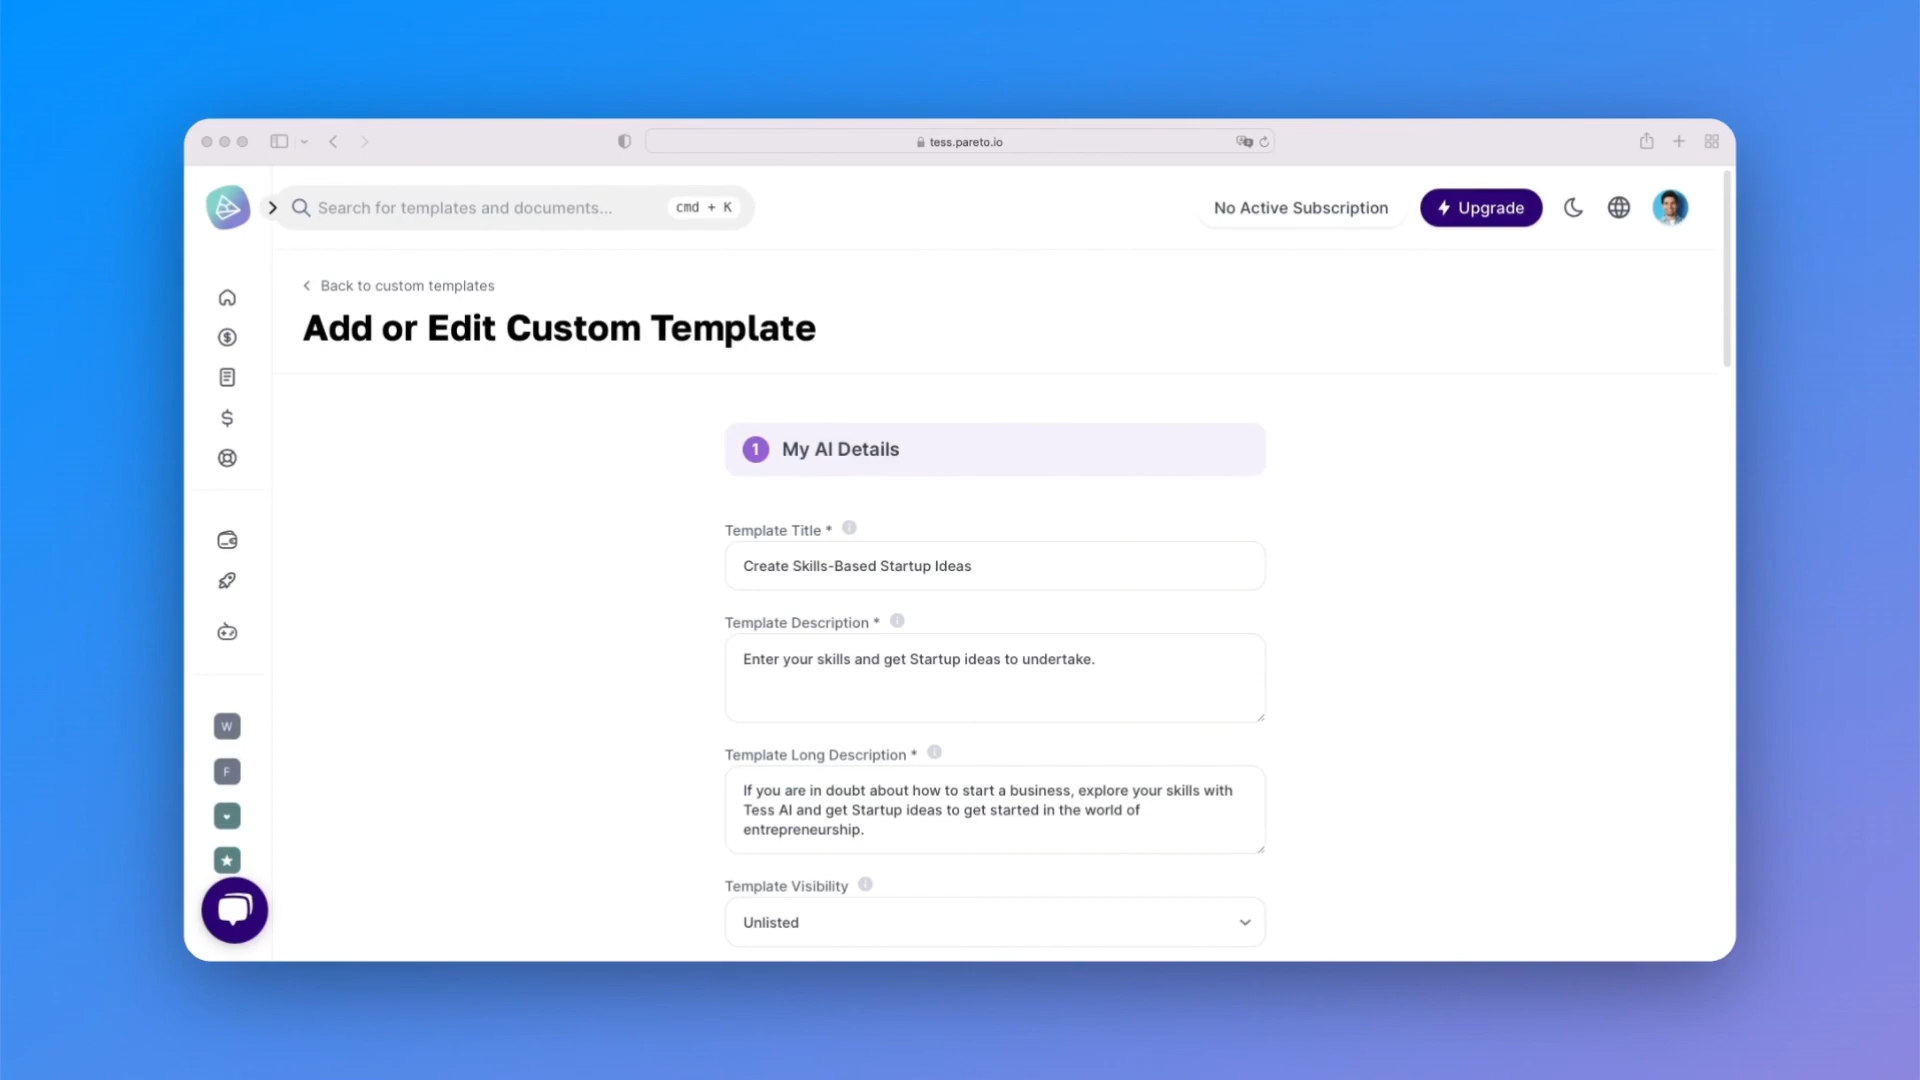 tess.pareto.io
Search for templates and documents...
cmd + K
No Active Subscription
Upgrade
Back to custom templates
Add or Edit Custom Template
1 My AI Details
Template Title *
Create Skills-Based Startup Ideas
Template Description *
Enter your skills and get Startup ideas to undertake.
Template Long Description *
If you are in doubt about how to start a business, explore your skills with
Tess AI and get Startup ideas to get started in the world of
entrepreneurship.
Template Visibility
Unlisted
W
F